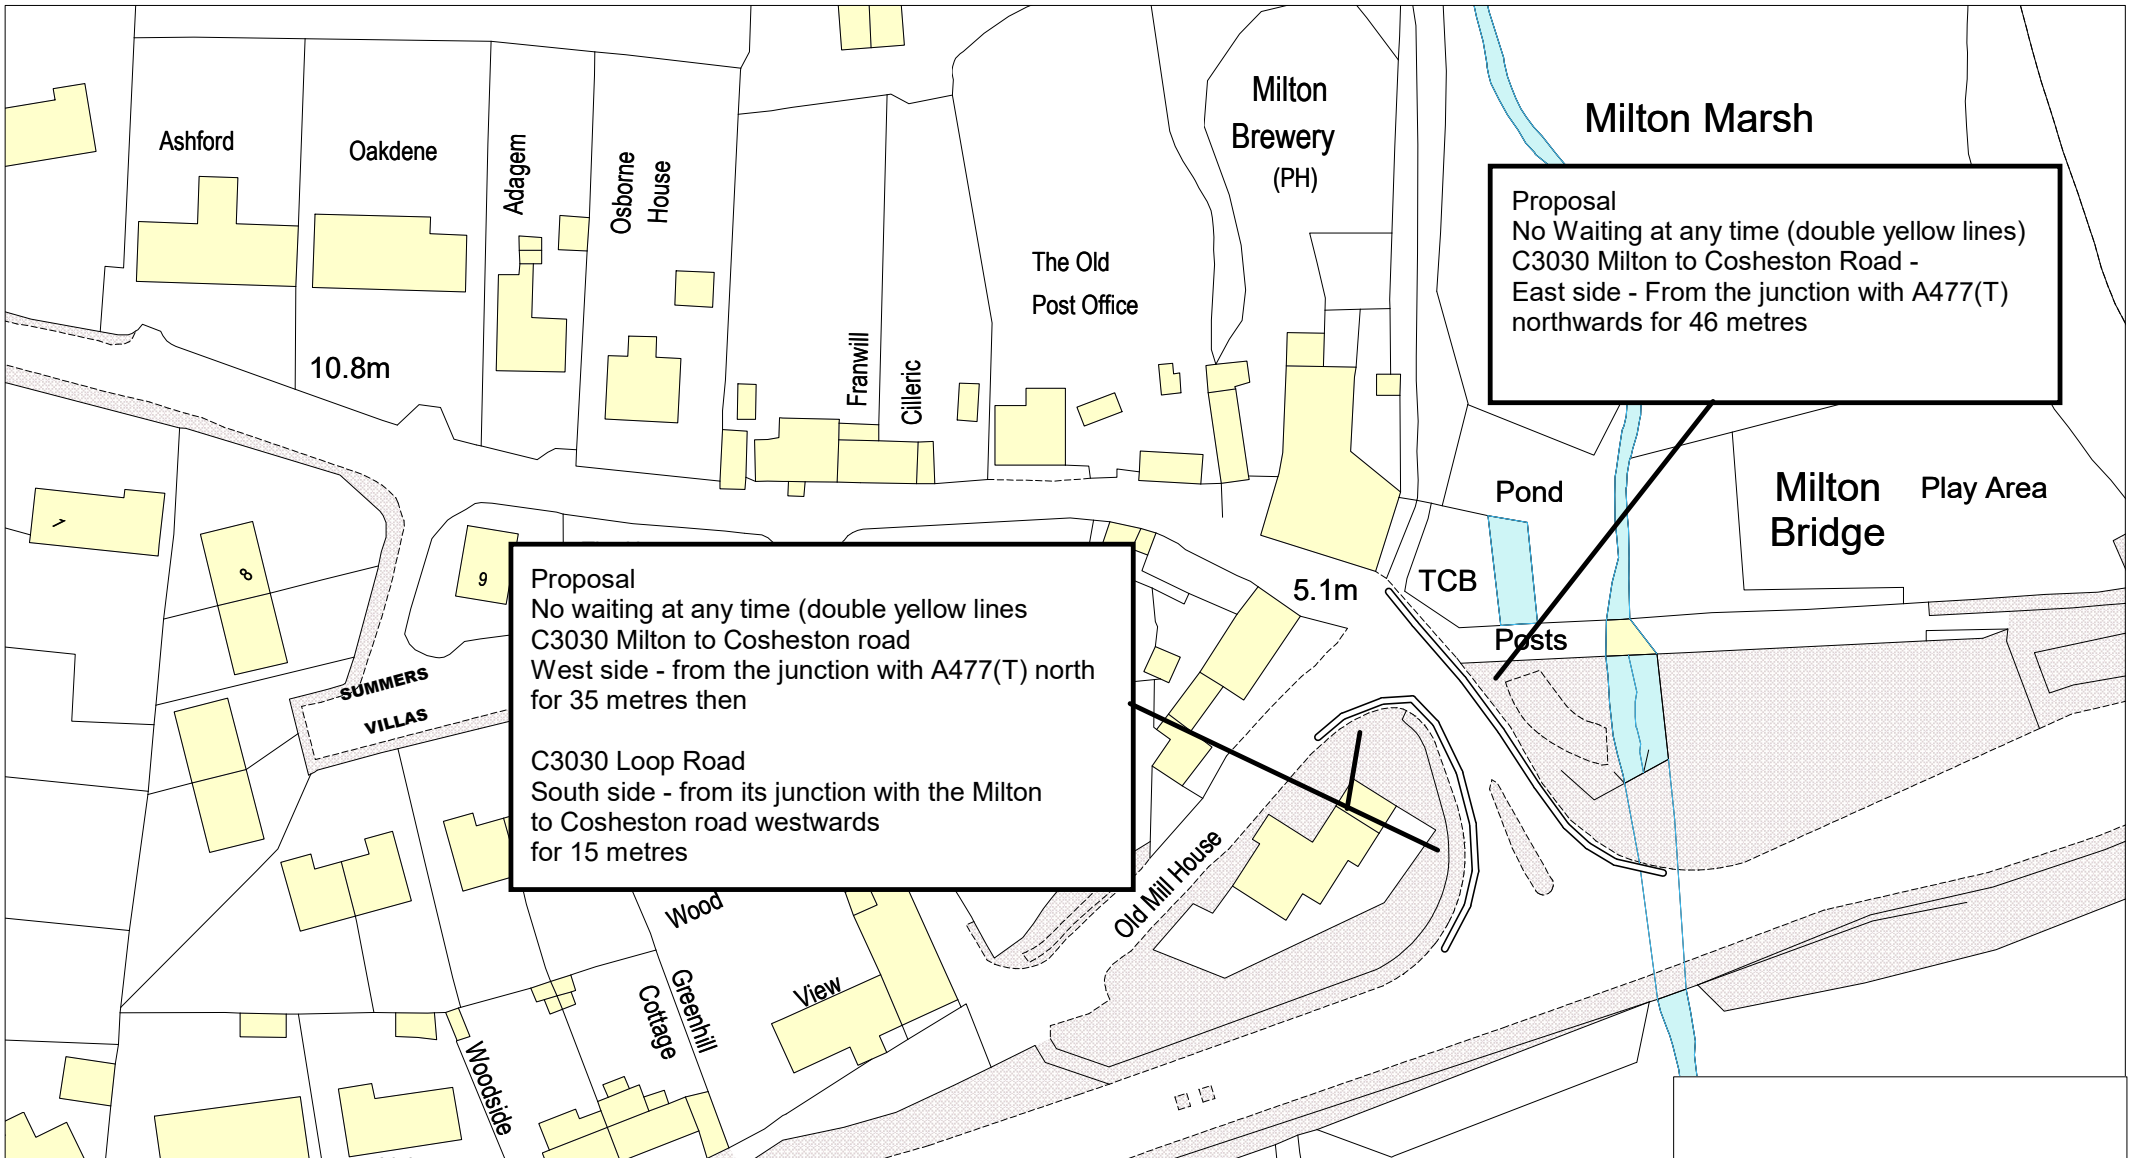 Milton
Brewery
(PH)
Milton Marsh
Ashford
Oakdene
Adagem
Osborne
House
Proposal
No Waiting at any time (double yellow lines)
C3030 Milton to Cosheston Road -
East side - From the junction with A477(T)
northwards for 46 metres
The Old
Post Office
10.8m
Franwill
Cilleric
Pond
Milton
Bridge
Play Area
1
8
9
TCB
5.1m
Posts
Proposal
No waiting at any time (double yellow lines
C3030 Milton to Cosheston road
West side - from the junction with A477(T) north
for 35 metres then
C3030 Loop Road
South side - from its junction with the Milton
to Cosheston road westwards
for 15 metres
SUMMERS
VILLAS
Old Mill House
Wood
View
Greenhill
Cottage
Woodside